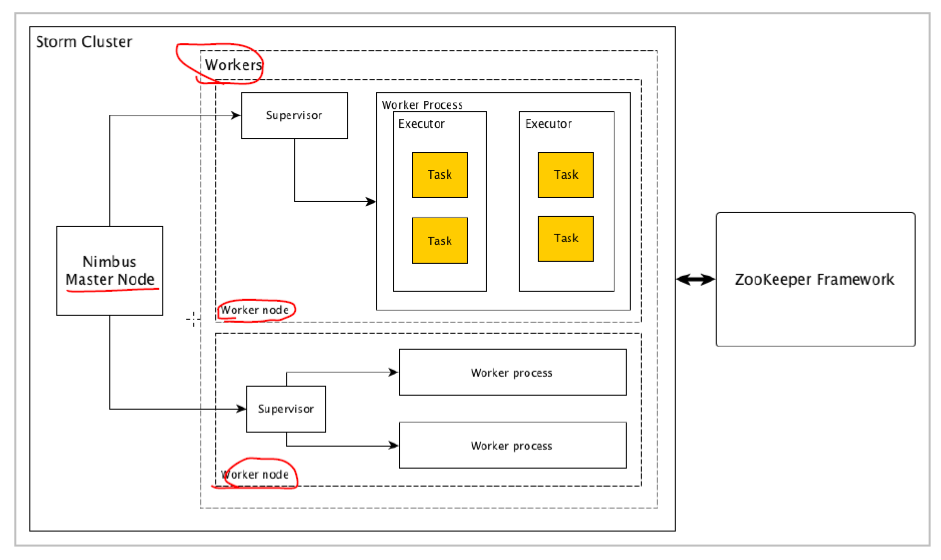 Storm Cluster
Workers
Supervisor
Worker Process
Executor
Executor
Task
Task
Task
Task
Nimbus
Master Node
Worker node
ZooKeeper Framework
Supervisor
Worker process
Worker process
Worker node